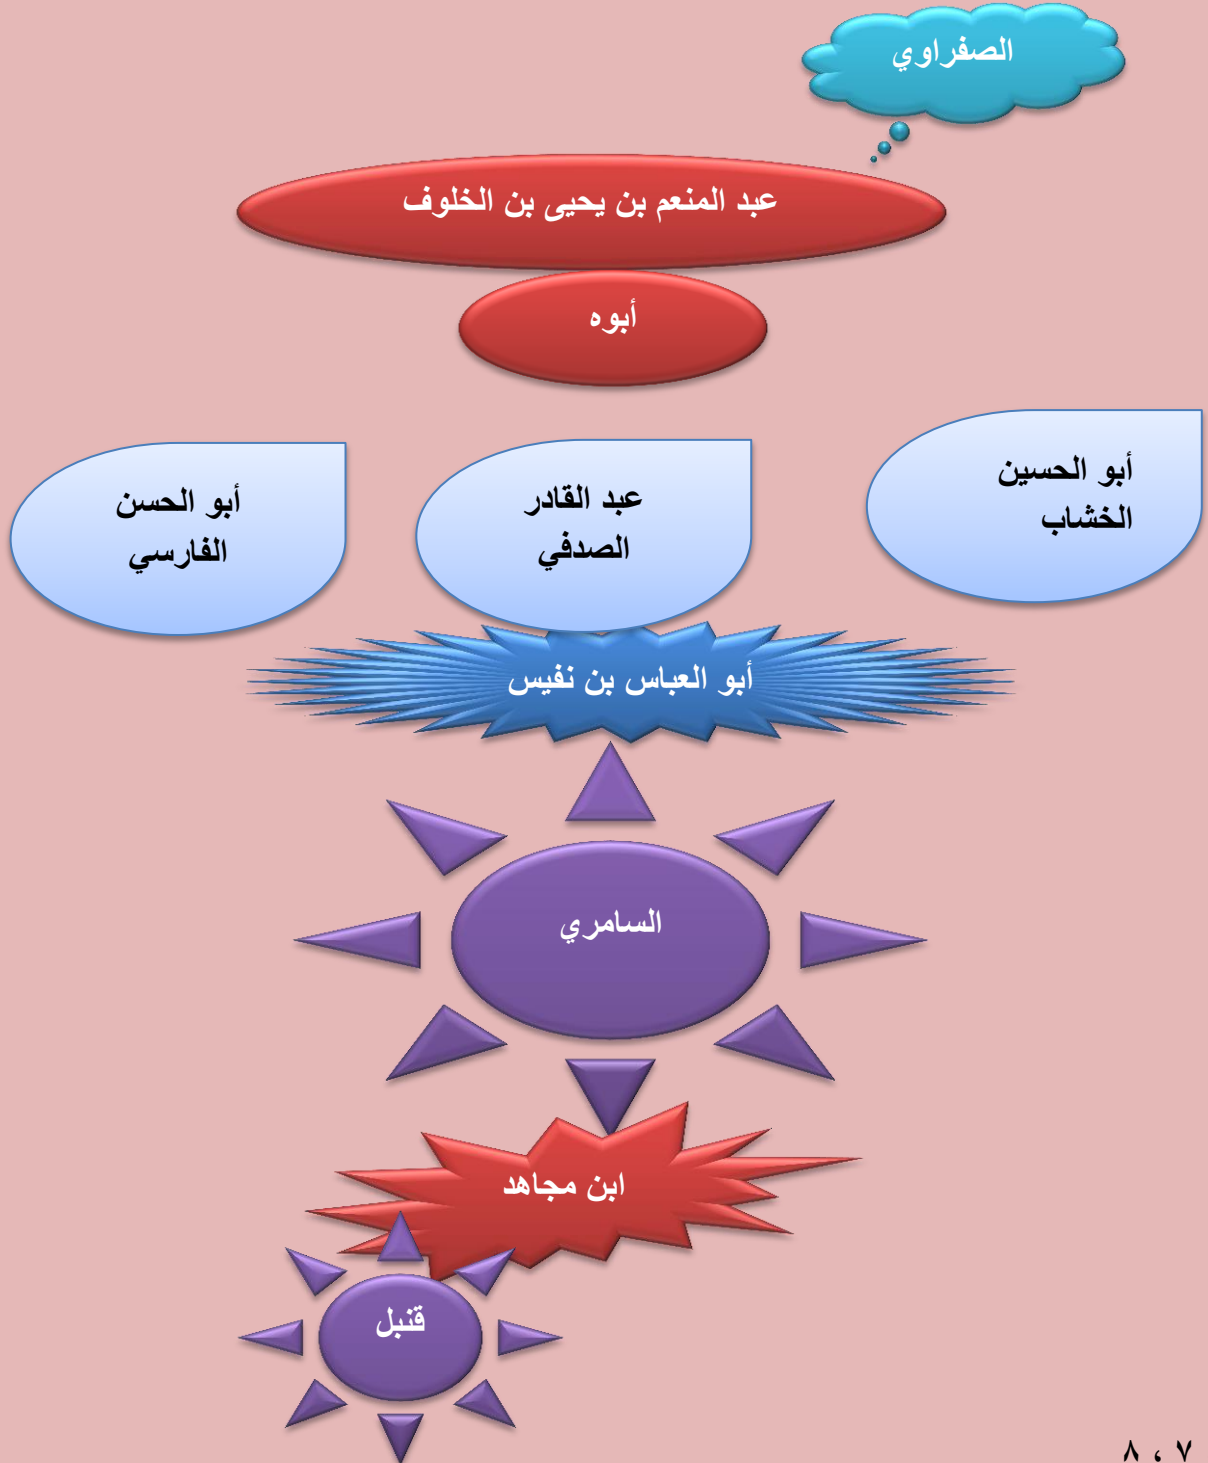 الصفراوي
عبد المنعم بن يحيى بن الخلوف
أبوه
أبو الحسين
الخشاب
عبد القادر
الصدفي
أبو الحسن
الفارسي
أبو العباس بن نفيس
السامري
ابن مجاهد
قنبل
٧ ، ٨